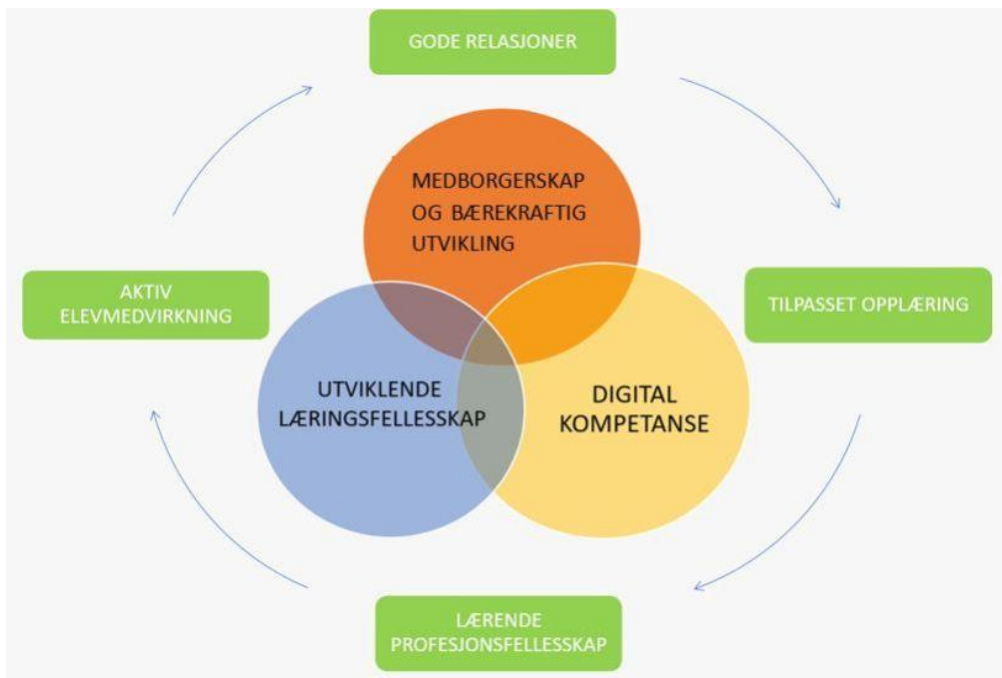 GODE RELASJONER
MEDBORGERSKAP
OG BÆREKRAFTIG
UTVIKLING
AKTIV
ELEVMEDVIRKNING
TILPASSET OPPLÆRING
UTVIKLENDE
LÆRINGSFELLESSKAP
DIGITAL
KOMPETANSE
LÆRENDE
PROFESJONSFELLESSKAP